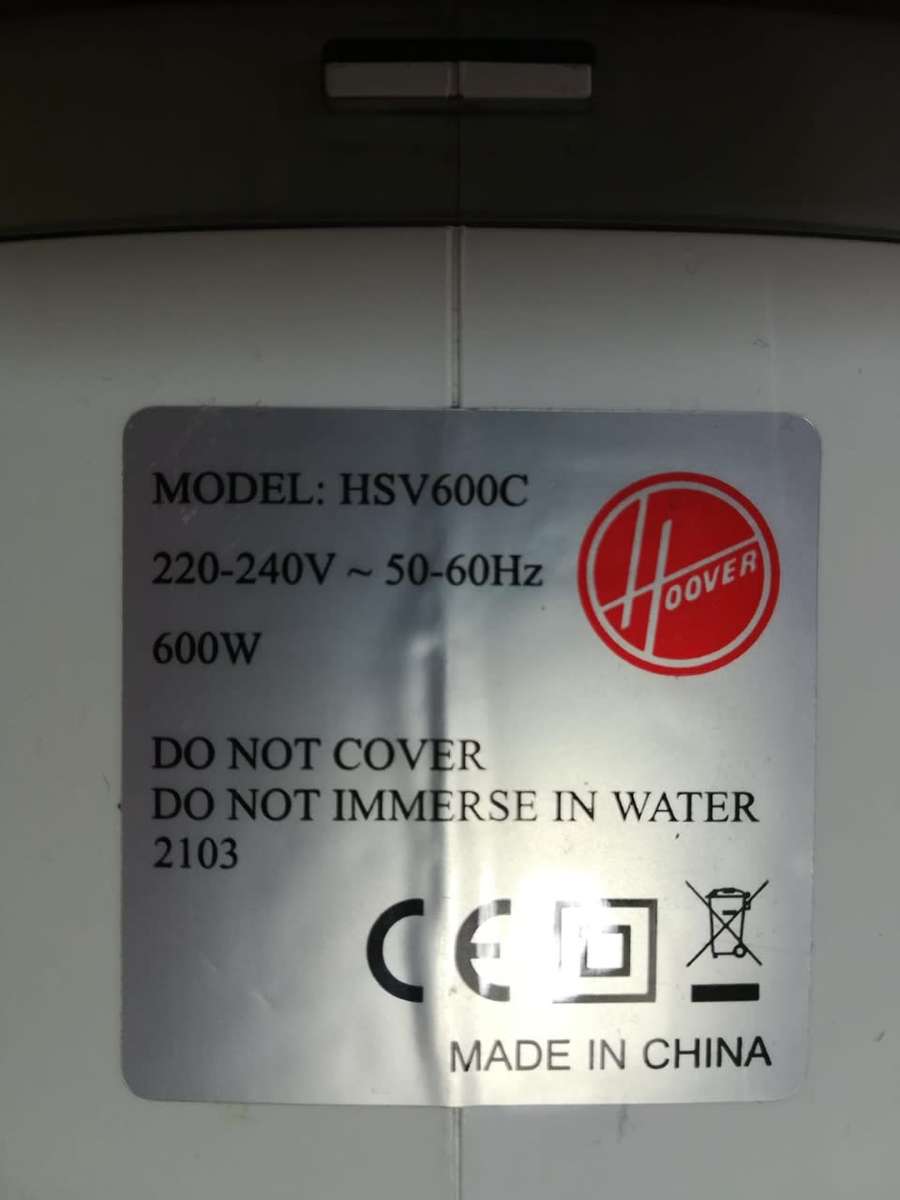 MODEL: HSV600C
220-240V ~ 50-60Hz
HOOVER
600W
DO NOT COVER
DO NOT IMMERSE IN WATER
2103
CE
MADE IN CHINA